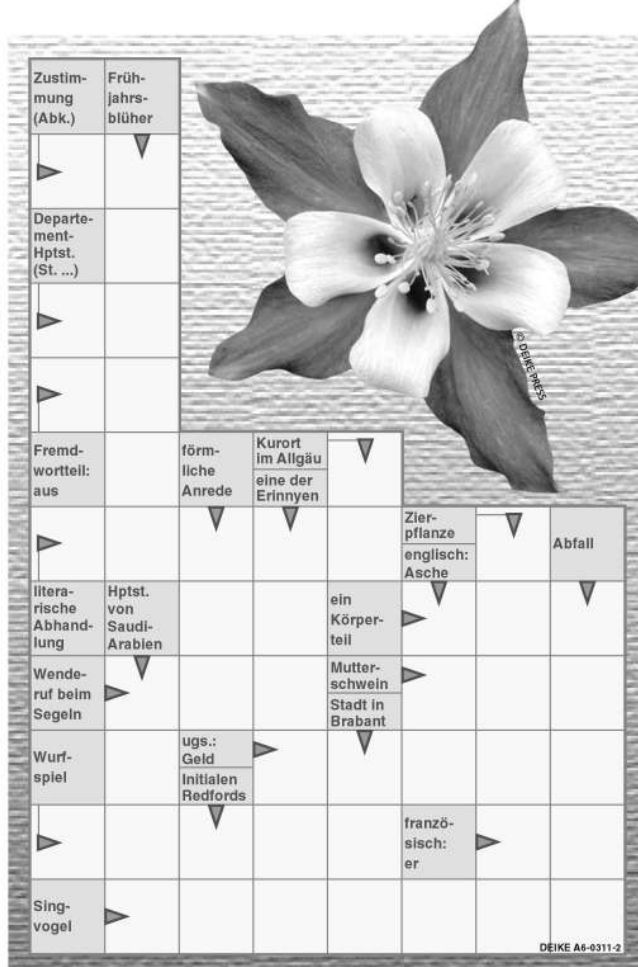 Zustim-
mung
(Abk.)
Früh-
jahrs-
blüher
Departe-
ment-
Hptst.
(St. ...)
© DEIKE PRESS
Fremd-
wortteil:
aus
förm-
liche
Anrede
Kurort
im Allgäu
eine der
Erinnyen
Zier-
pflanze
englisch:
Asche
Abfall
litera-
rische
Abhand-
lung
Hptst.
von
Saudi-
Arabien
ein
Körper-
teil
Wende-
ruf beim
Segeln
Mutter-
schwein
Stadt in
Brabant
Wurf-
spiel
ugs.:
Geld
Initialen
Redfords
franzö-
sisch:
er
Sing-
vogel
DEIKE A6-0311-2